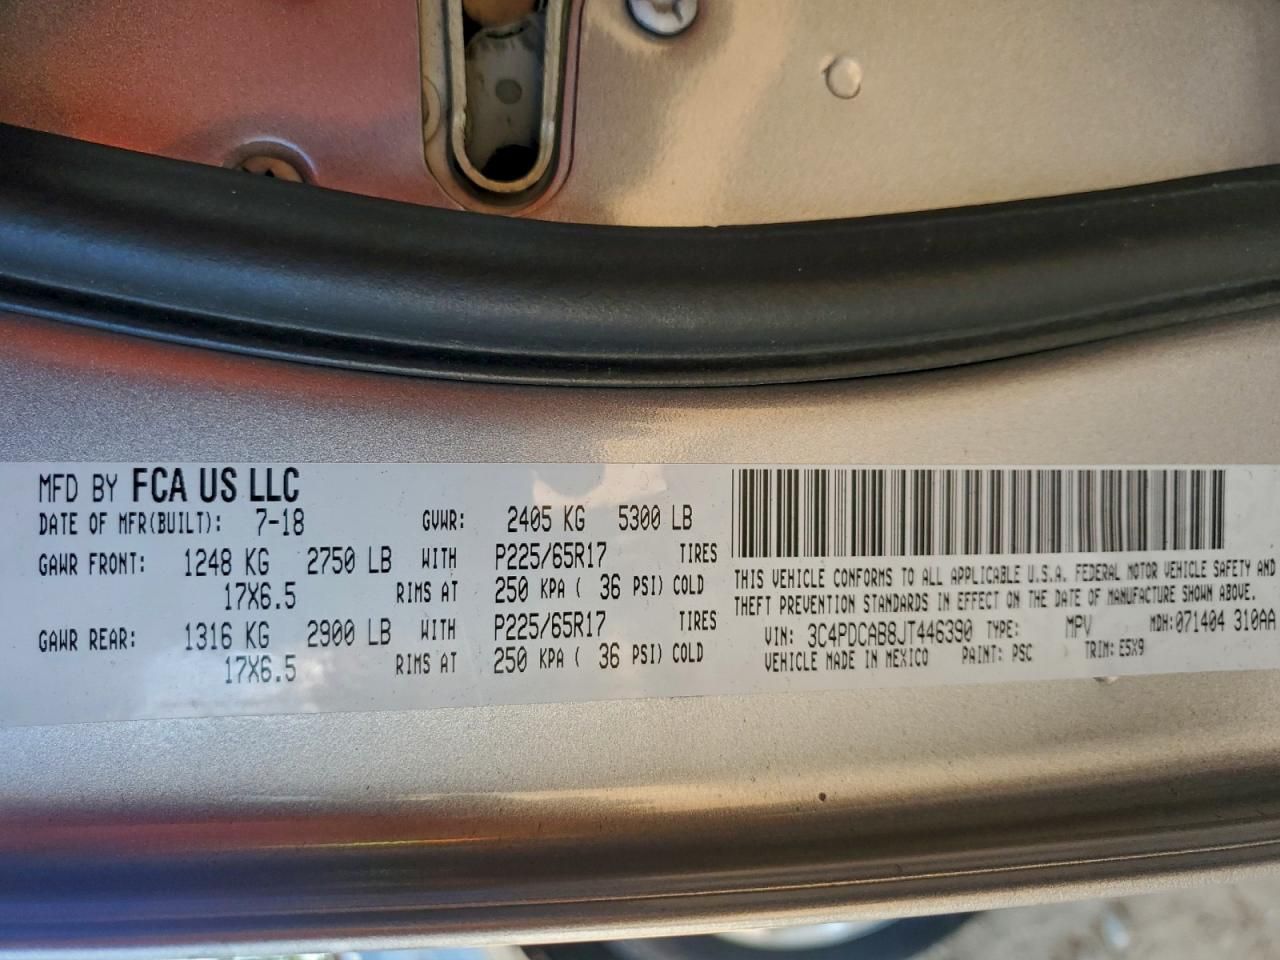 MFD BY FCA US LLC
DATE OF MFR(BUILT): 7-18 GVWR: 2405 KG 5300 LB
GAWR FRONT: 1248 KG 2750 LB WITH P225/65R17 TIRES
17X6.5 RIMS AT 250 KPA ( 36 PSI) COLD
GAWR REAR: 1316 KG 2900 LB WITH P225/65R17 TIRES
17X6.5 RIMS AT 250 KPA ( 36 PSI) COLD
THIS VEHICLE CONFORMS TO ALL APPLICABLE U.S.A. FEDERAL MOTOR VEHICLE SAFETY AND
THEFT PREVENTION STANDARDS IN EFFECT ON THE DATE OF MANUFACTURE SHOWN ABOVE.
VIN: 3C4PDCAB8JT446390 TYPE: MPV MDH: 071404 310AA
VEHICLE MADE IN MEXICO PAINT: PSC TRIM: E5X9